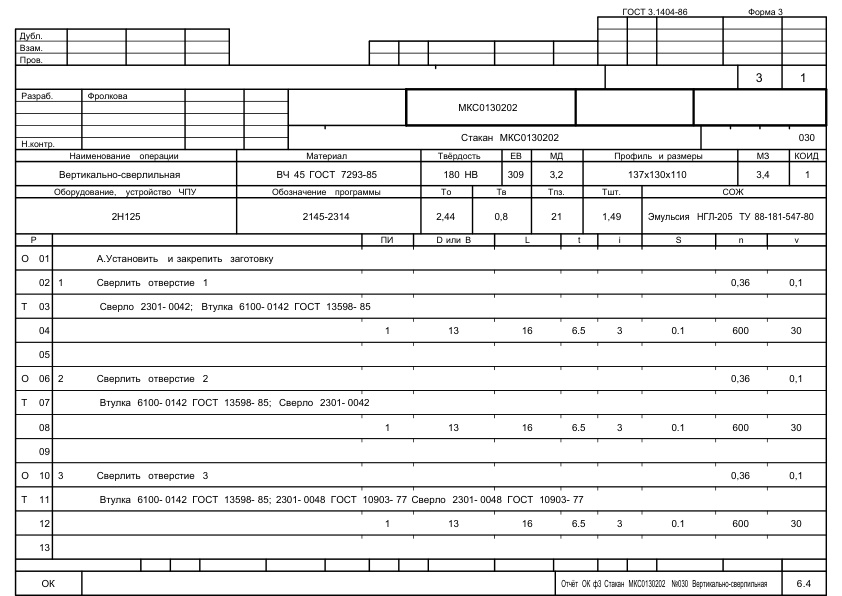 ГОСТ 3.1404-86 Форма 3
Дубл.
Взам.
Пров.
3 1
Разраб. Фролкова
МКС0130202
Н.контр. Стакан МКС0130202 030
Наименование операции Материал Твёрдость ЕВ МД Профиль и размеры МЗ КОИД
Вертикально-сверлильная ВЧ 45 ГОСТ 7293-85 180 НВ 309 3,2 137х130х110 3,4 1
Оборудование, устройство ЧПУ Обозначение программы То Тв Тпз. Тшт. СОЖ
2Н125 2145-2314 2,44 0,8 21 1,49 Эмульсия НГЛ-205 ТУ 88-181-547-80
Р ПИ D или В L t i S n v
О 01 А.Установить и закрепить заготовку
02 1 Сверлить отверстие 1 0,36 0,1
Т 03 Сверло 2301-0042; Втулка 6100-0142 ГОСТ 13598-85
04 1 13 16 6.5 3 0.1 600 30
05
О 06 2 Сверлить отверстие 2 0,36 0,1
Т 07 Втулка 6100-0142 ГОСТ 13598-85; Сверло 2301-0042
08 1 13 16 6.5 3 0.1 600 30
09
О 10 3 Сверлить отверстие 3 0,36 0,1
Т 11 Втулка 6100-0142 ГОСТ 13598-85; 2301-0048 ГОСТ 10903-77 Сверло 2301-0048 ГОСТ 10903-77
12 1 13 16 6.5 3 0.1 600 30
13
ОК Отчёт ОК ф3 Стакан МКС0130202 №030 Вертикально-сверлильная 6.4